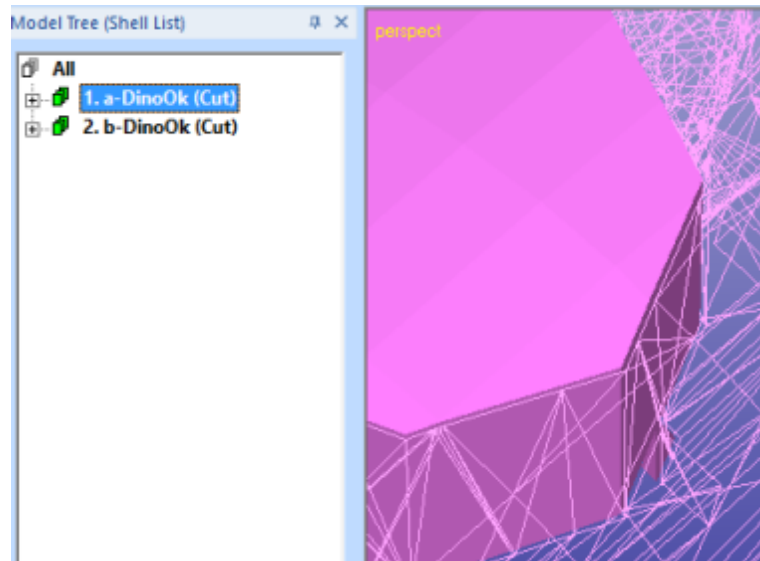 Model Tree (Shell List)
perspect
All
1. a-DinoOk (Cut)
2. b-DinoOk (Cut)